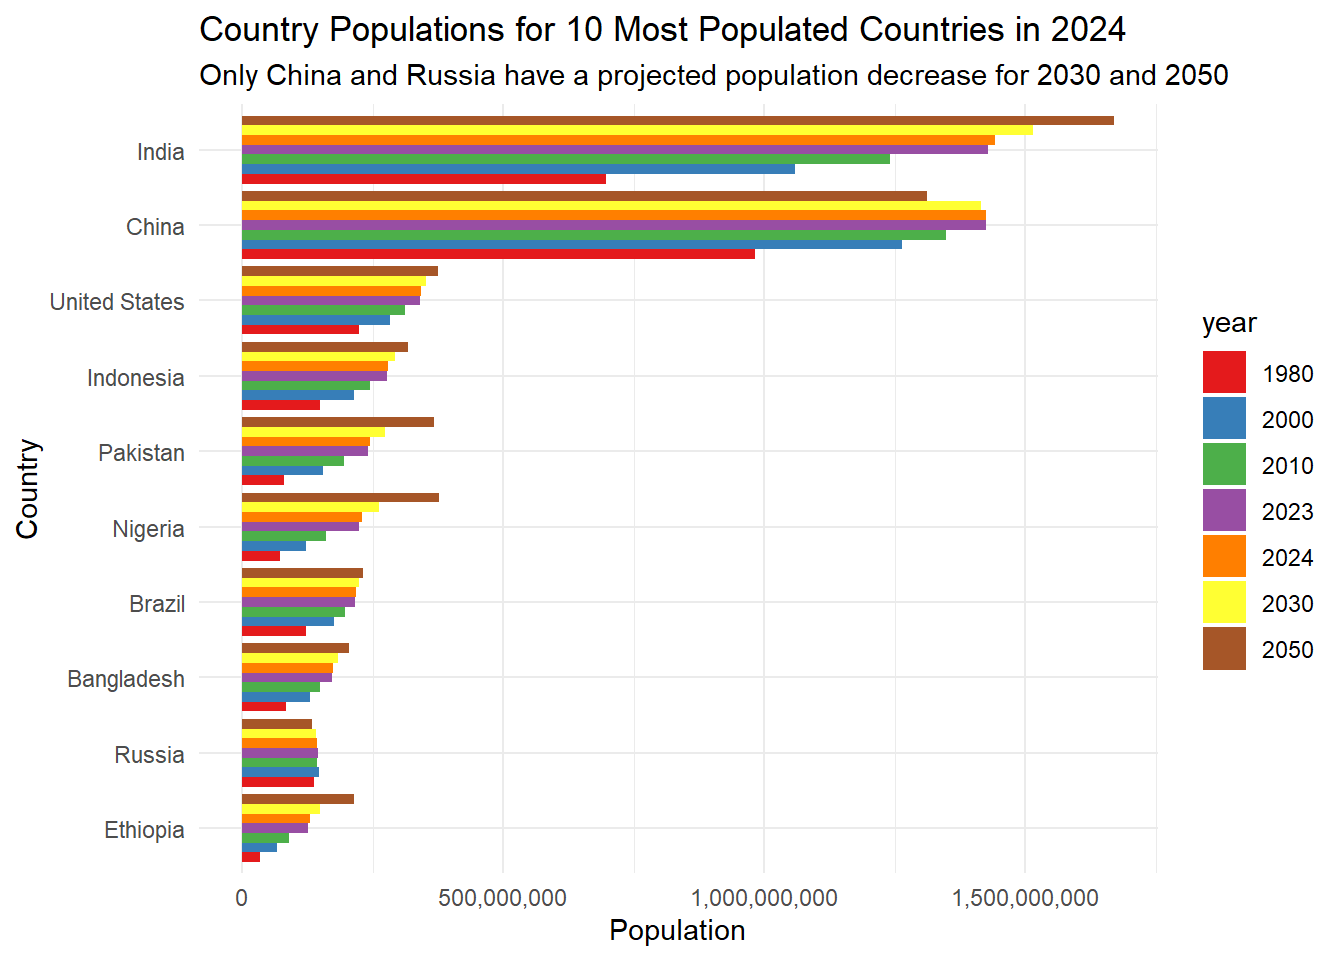 Country Populations for 10 Most Populated Countries in 2024
Only China and Russia have a projected population decrease for 2030 and 2050
India
China
United States
Indonesia
Pakistan
Nigeria
Brazil
Bangladesh
Russia
Ethiopia
Country
0
500,000,000
1,000,000,000
1,500,000,000
Population
year
1980
2000
2010
2023
2024
2030
2050